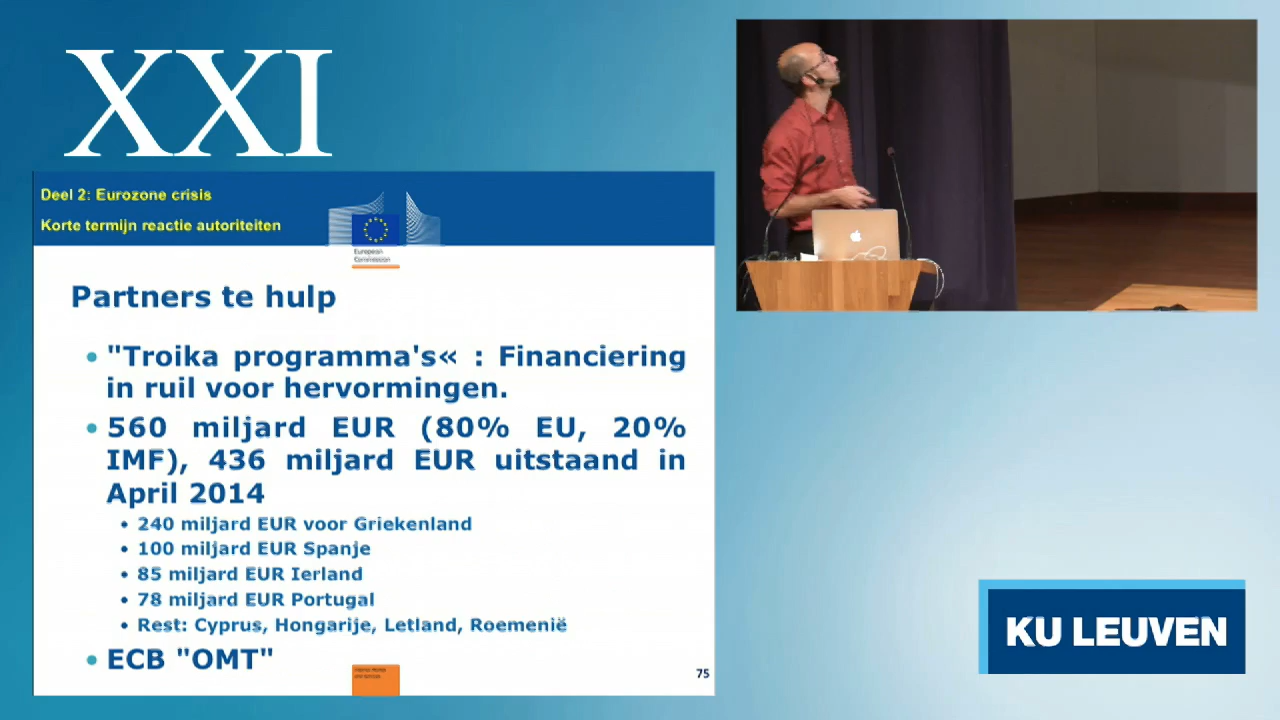 XXI
Deel 2: Eurozone crisis
Korte termijn reactie autoriteiten
European
Commission
Partners te hulp
• "Troika programma's« : Financiering
in ruil voor hervormingen.
• 560 miljard EUR (80% EU, 20%
IMF), 436 miljard EUR uitstaand in
April 2014
• 240 miljard EUR voor Griekenland
• 100 miljard EUR Spanje
• 85 miljard EUR Ierland
• 78 miljard EUR Portugal
• Rest: Cyprus, Hongarije, Letland, Roemenië
• ECB "OMT"
75
KU LEUVEN